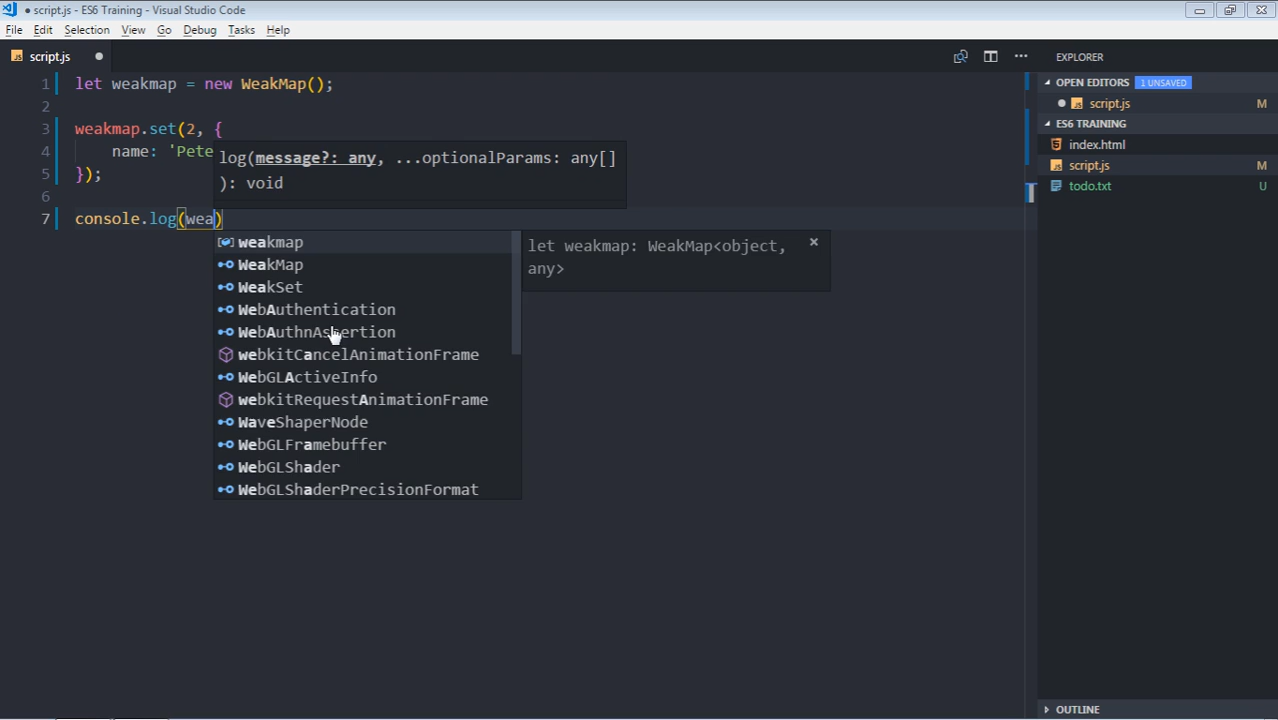 ● script.js - ES6 Training - Visual Studio Code
File Edit Selection View Go Debug Tasks Help
script.js
1 let weakmap = new WeakMap();
2
3 weakmap.set(2, {
4 name: 'Pete
5 });
6
7 console.log(wea)
log(message?: any, ...optionalParams: any[]
): void
weakmap
WeakMap
WeakSet
WebAuthentication
WebAuthnAssertion
webkitCancelAnimationFrame
WebGLActiveInfo
webkitRequestAnimationFrame
WaveShaperNode
WebGLFramebuffer
WebGLShader
WebGLShaderPrecisionFormat
let weakmap: WeakMap<object,
any>
EXPLORER
OPEN EDITORS 1 UNSAVED
JS script.js M
ES6 TRAINING
index.html
JS script.js M
todo.txt U
OUTLINE